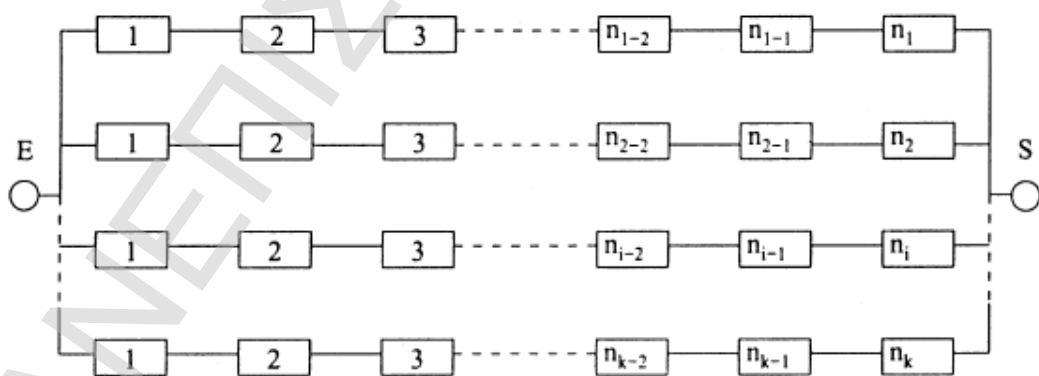 1 2 3 n₁₋₂ n₁₋₁ n₁
1 2 3 n₂₋₂ n₂₋₁ n₂
E S
1 2 3 nᵢ₋₂ nᵢ₋₁ nᵢ
1 2 3 nₖ₋₂ nₖ₋₁ nₖ